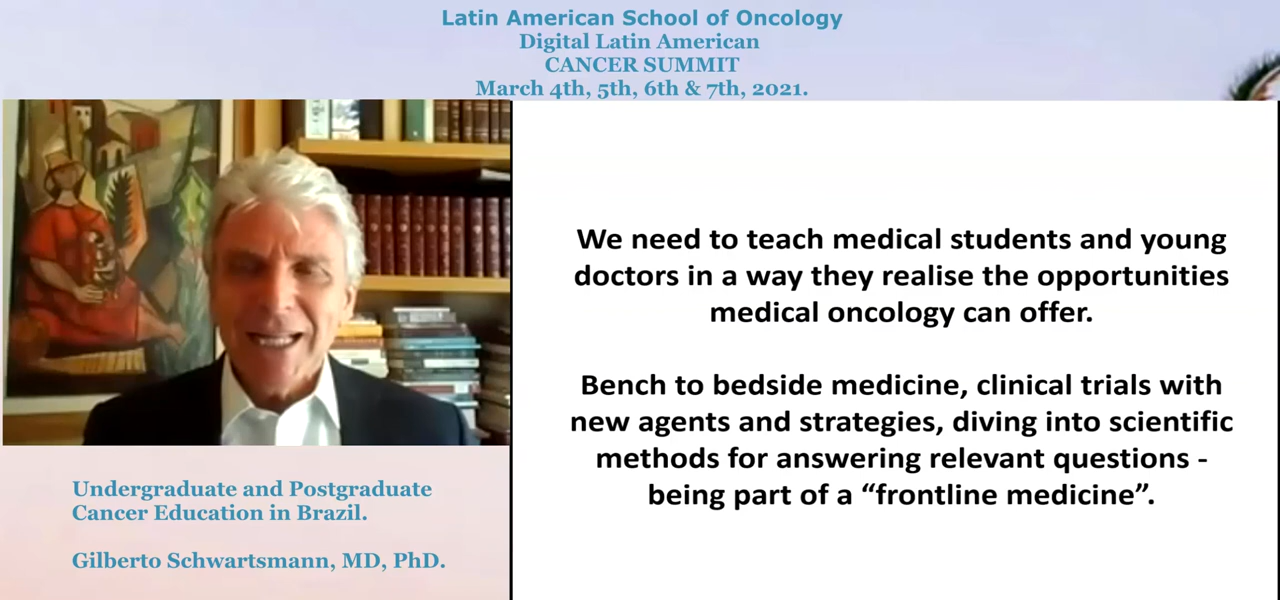 Latin American School of Oncology
Digital Latin American
CANCER SUMMIT
March 4th, 5th, 6th & 7th, 2021.
We need to teach medical students and young
doctors in a way they realise the opportunities
medical oncology can offer.
Bench to bedside medicine, clinical trials with
new agents and strategies, diving into scientific
methods for answering relevant questions -
being part of a “frontline medicine”.
Undergraduate and Postgraduate
Cancer Education in Brazil.
Gilberto Schwartsmann, MD, PhD.